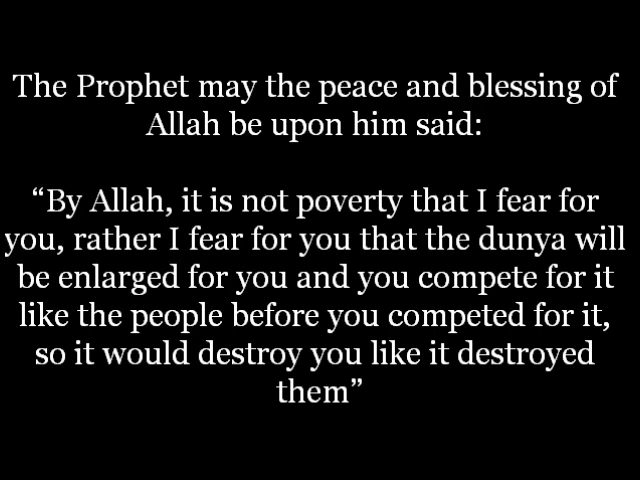 The Prophet may the peace and blessing of
Allah be upon him said:
“By Allah, it is not poverty that I fear for
you, rather I fear for you that the dunya will
be enlarged for you and you compete for it
like the people before you competed for it,
so it would destroy you like it destroyed
them”